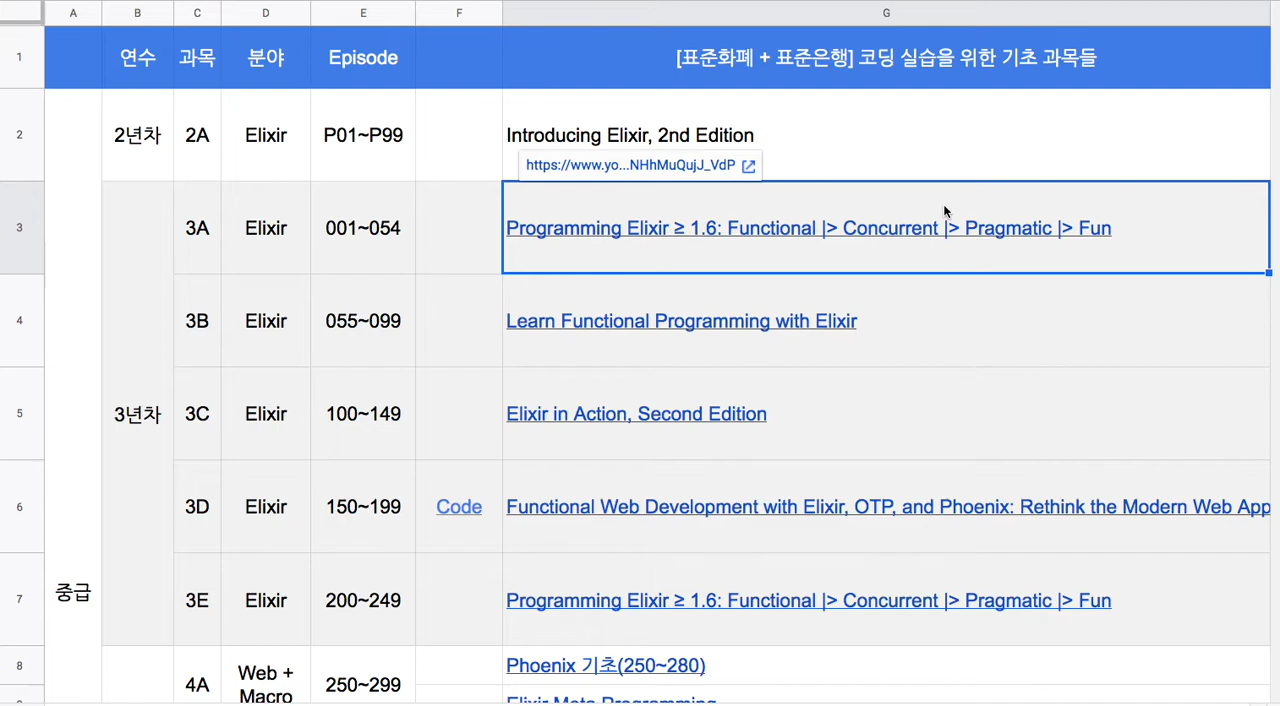 A B C D E F G
1 연수 과목 분야 Episode [표준화폐 + 표준은행] 코딩 실습을 위한 기초 과목들
2 2년차 2A Elixir P01~P99 Introducing Elixir, 2nd Edition
https://www.yo...NHhMuQujJ_VdP
3 3A Elixir 001~054 Programming Elixir ≥ 1.6: Functional |> Concurrent |> Pragmatic |> Fun
4 3B Elixir 055~099 Learn Functional Programming with Elixir
5 3년차 3C Elixir 100~149 Elixir in Action, Second Edition
6 3D Elixir 150~199 Code Functional Web Development with Elixir, OTP, and Phoenix: Rethink the Modern Web App
7 중급 3E Elixir 200~249 Programming Elixir ≥ 1.6: Functional |> Concurrent |> Pragmatic |> Fun
8 Phoenix 기초(250~280)
4A Web + Macro 250~299
Elixir Meta Programming